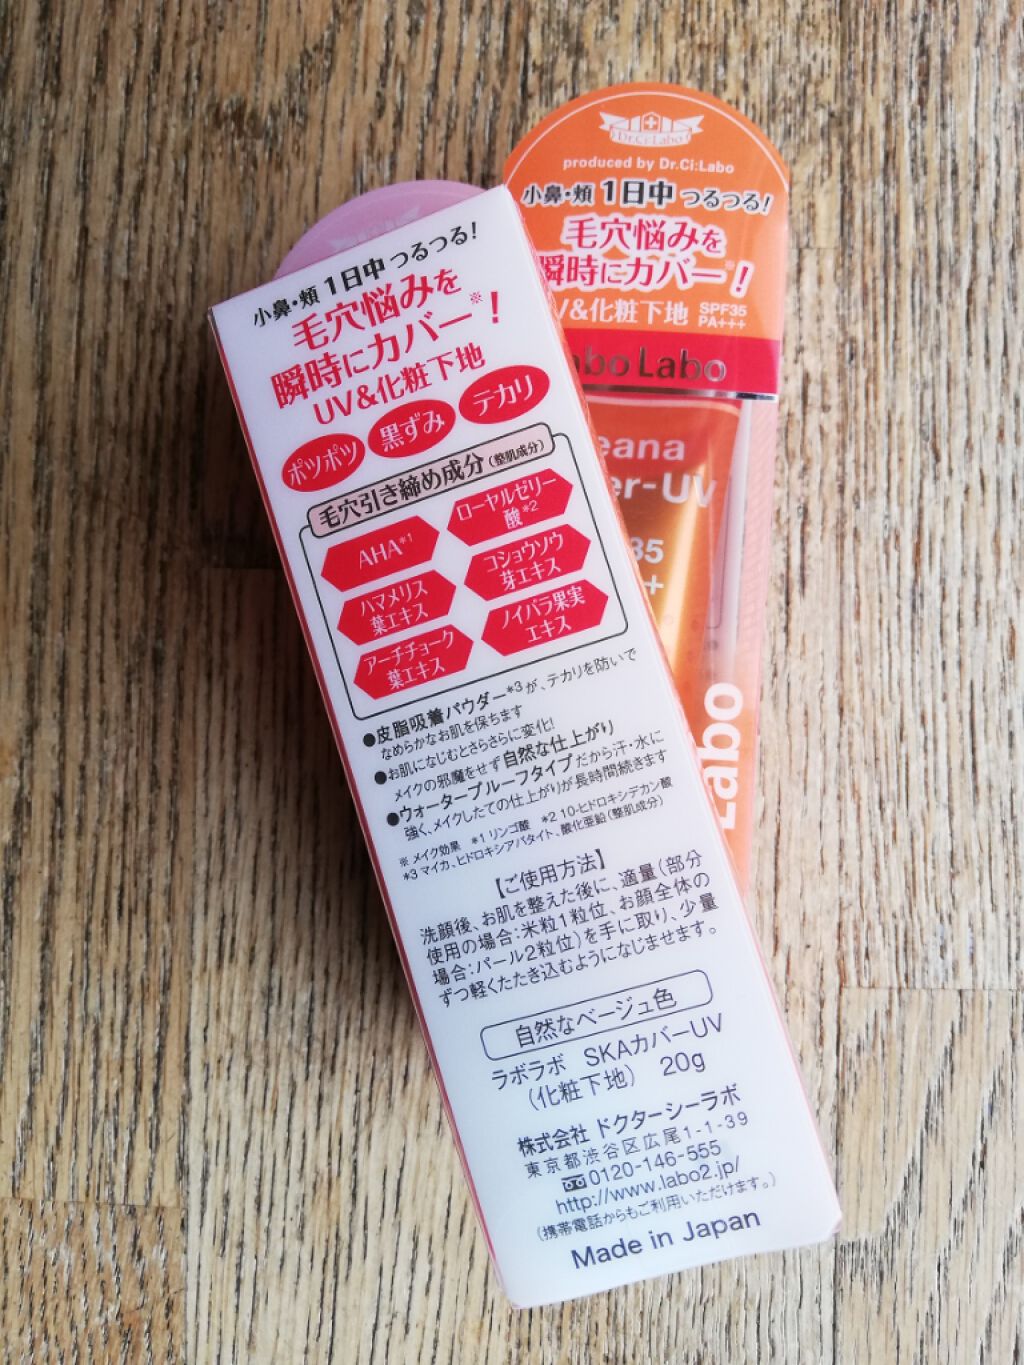 Dr.Ci:Labo
produced by Dr.Ci:Labo
小鼻・頬 1日中 つるつる!
毛穴悩みを
瞬時にカバー※!
V&化粧下地 SPF35
PA+++
abo Labo
eana
er-UV
35
+
Labo
小鼻・頬 1日中 つるつる!
毛穴悩みを
瞬時にカバー※!
UV&化粧下地
ポツポツ 黒ずみ テカリ
毛穴引き締め成分(整肌成分)
AHA*1
ローヤルゼリー
酸*2
ハマメリス
葉エキス
コショウソウ
芽エキス
アーチチョーク
葉エキス
ノイバラ果実
エキス
●皮脂吸着パウダー*3が、テカリを防いで
なめらかなお肌を保ちます
●お肌になじむとさらさらに変化!
メイクの邪魔をせず自然な仕上がり
●ウォータープルーフタイプだから汗・水に
強く、メイクしたての仕上がりが長時間続きます
※ メイク効果 *1 リンゴ酸 *2 10-ヒドロキシデカン酸
*3 マイカ、ヒドロキシアパタイト、酸化亜鉛(整肌成分)
【ご使用方法】
洗顔後、お肌を整えた後に、適量(部分
使用の場合:米粒1粒位、お顔全体の
場合:パール2粒位)を手に取り、少量
ずつ軽くたたき込むようになじませます。
自然なベージュ色
ラボラボ SKAカバーUV
(化粧下地) 20g
株式会社 ドクターシーラボ
東京都渋谷区広尾1-1-39
0120-146-555
http://www.labo2.jp/
(携帯電話からもご利用いただけます。)
Made in Japan